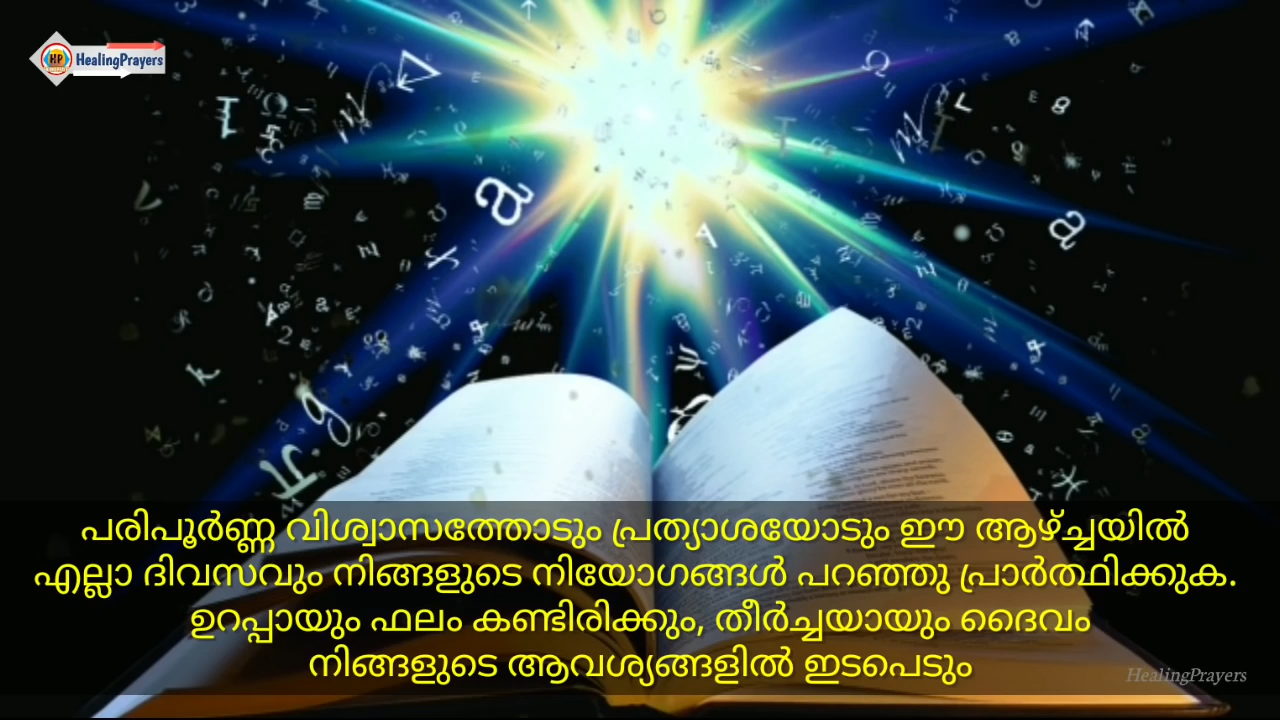 HP HealingPrayers
പരിപൂർണ്ണ വിശ്വാസത്തോടും പ്രത്യാശയോടും ഈ ആഴ്ച്ചയിൽ
എല്ലാ ദിവസവും നിങ്ങളുടെ നിയോഗങ്ങൾ പറഞ്ഞു പ്രാർത്ഥിക്കുക.
ഉറപ്പായും ഫലം കണ്ടിരിക്കും, തീർച്ചയായും ദൈവം
നിങ്ങളുടെ ആവശ്യങ്ങളിൽ ഇടപെടും
HealingPrayers